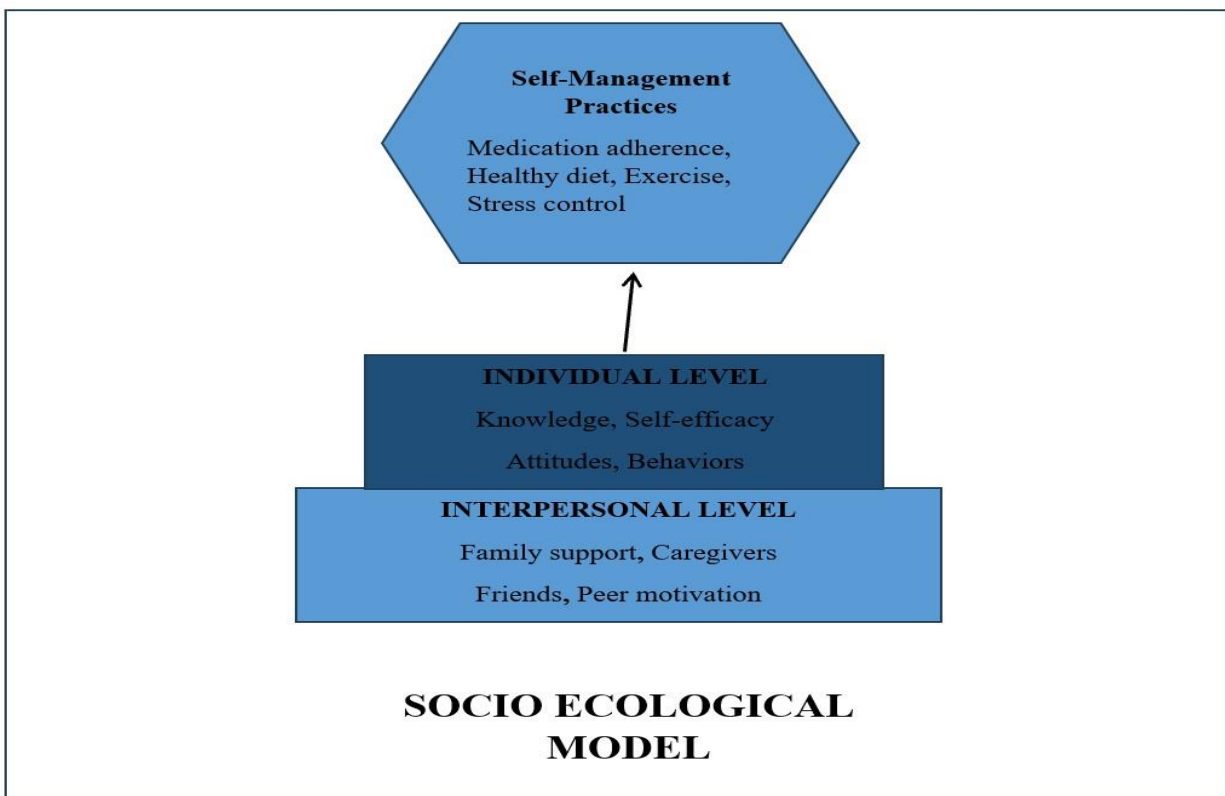 Self-Management
Practices
Medication adherence,
Healthy diet, Exercise,
Stress control
INDIVIDUAL LEVEL
Knowledge, Self-efficacy
Attitudes, Behaviors
INTERPERSONAL LEVEL
Family support, Caregivers
Friends, Peer motivation
SOCIO ECOLOGICAL
MODEL